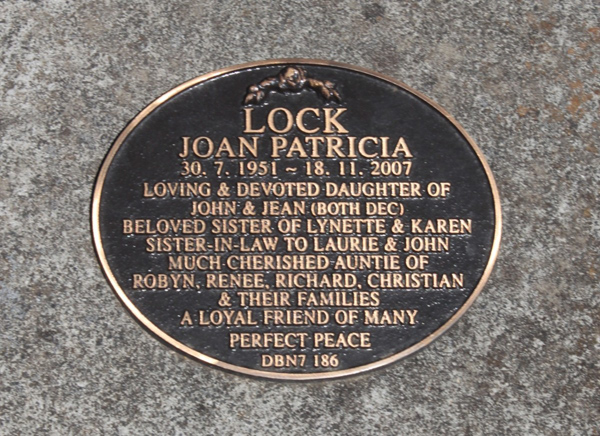 LOCK
JOAN PATRICIA
30. 7. 1951 ~ 18. 11. 2007
LOVING & DEVOTED DAUGHTER OF
JOHN & JEAN (BOTH DEC)
BELOVED SISTER OF LYNETTE & KAREN
SISTER-IN-LAW TO LAURIE & JOHN
MUCH CHERISHED AUNTIE OF
ROBYN, RENEE, RICHARD, CHRISTIAN
& THEIR FAMILIES
A LOYAL FRIEND OF MANY
PERFECT PEACE
DBN7 186